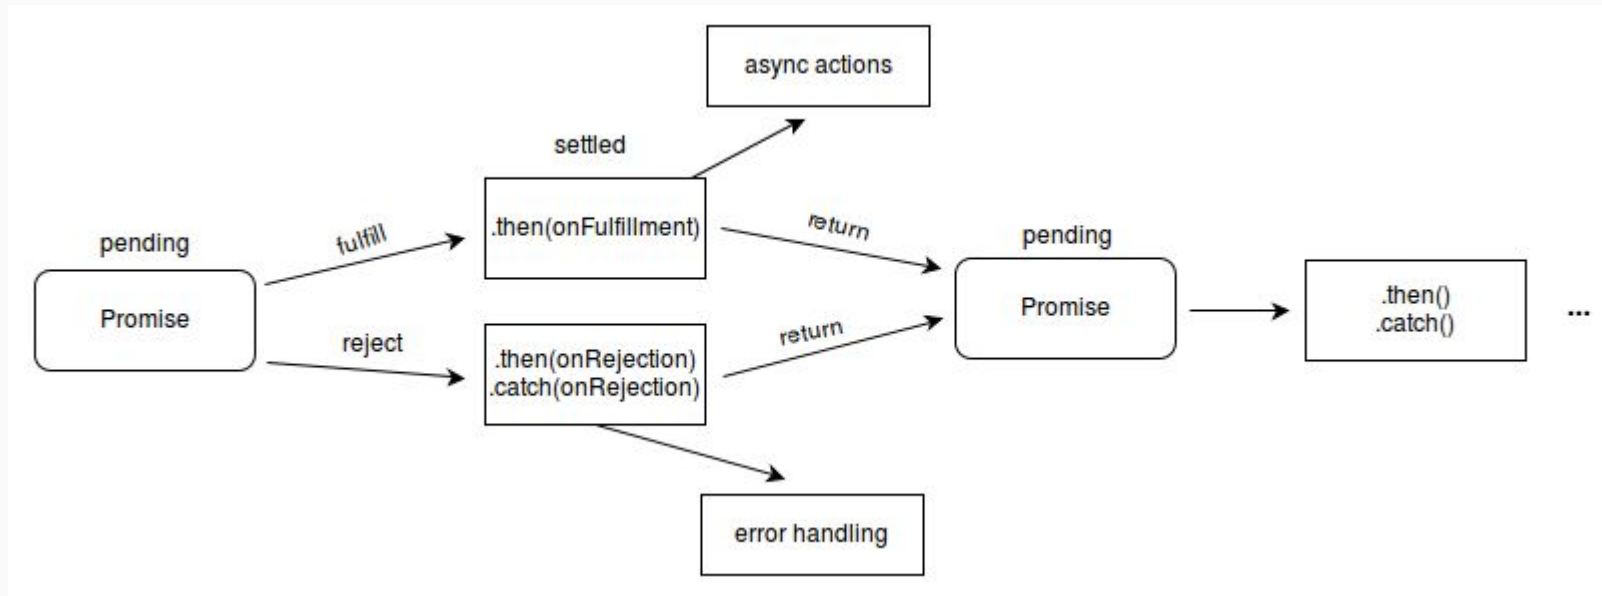 async actions
settled
.then(onFulfillment)
fulfill
return
pending
pending
Promise
Promise
.then()
.catch()
...
reject
return
.then(onRejection)
.catch(onRejection)
error handling